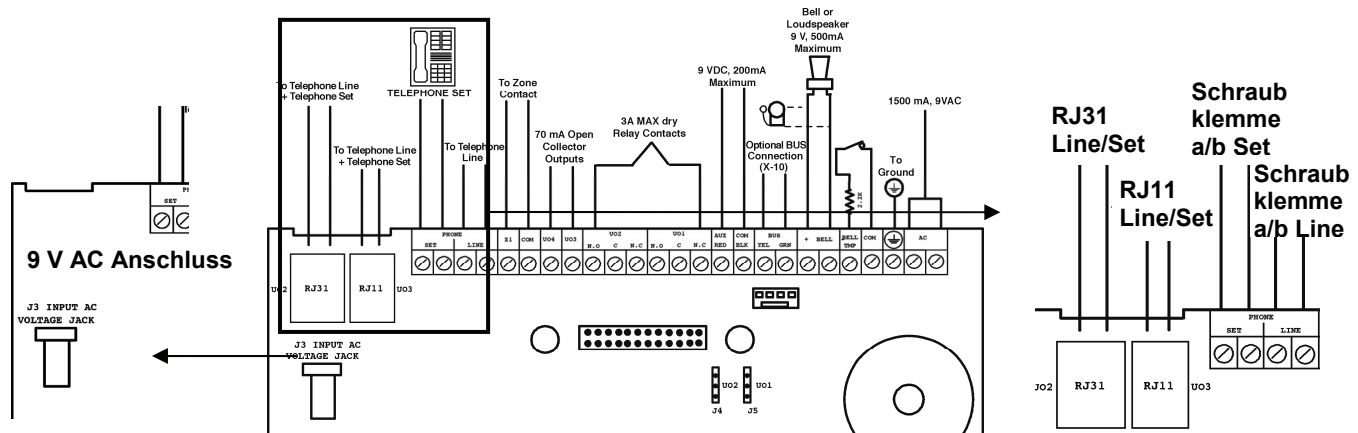 Bell or
Loudspeaker
9 V, 500mA
Maximum
To Telephone Line
+ Telephone Set
TELEPHONE SET
To Zone
Contact
9 VDC, 200mA
Maximum
1500 mA, 9VAC
3A MAX dry
Relay Contacts
70 mA Open
Collector
Outputs
To Telephone Line
+ Telephone Set
To Telephone
Line
Optional BUS
Connection
(X-10)
2.2K
To
Ground
SET
9 V AC Anschluss
J3 INPUT AC
VOLTAGE JACK
PHONE
SET LINE
Z1 COM UO4 UO3
UO2
N.O C N.C
UO1
N.O C N.C
AUX COM
RED BLK
BUS
YEL GRN
+ BELL
BELL
TMP
COM
AC
UO2 RJ31 RJ11 UO3
J3 INPUT AC
VOLTAGE JACK
UO2 UO1
J4 J5
RJ31
Line/Set
RJ11
Line/Set
Schraub
klemme
a/b Set
Schraub
klemme
a/b Line
PHONE
SET LINE
RJ31 RJ11 UO3